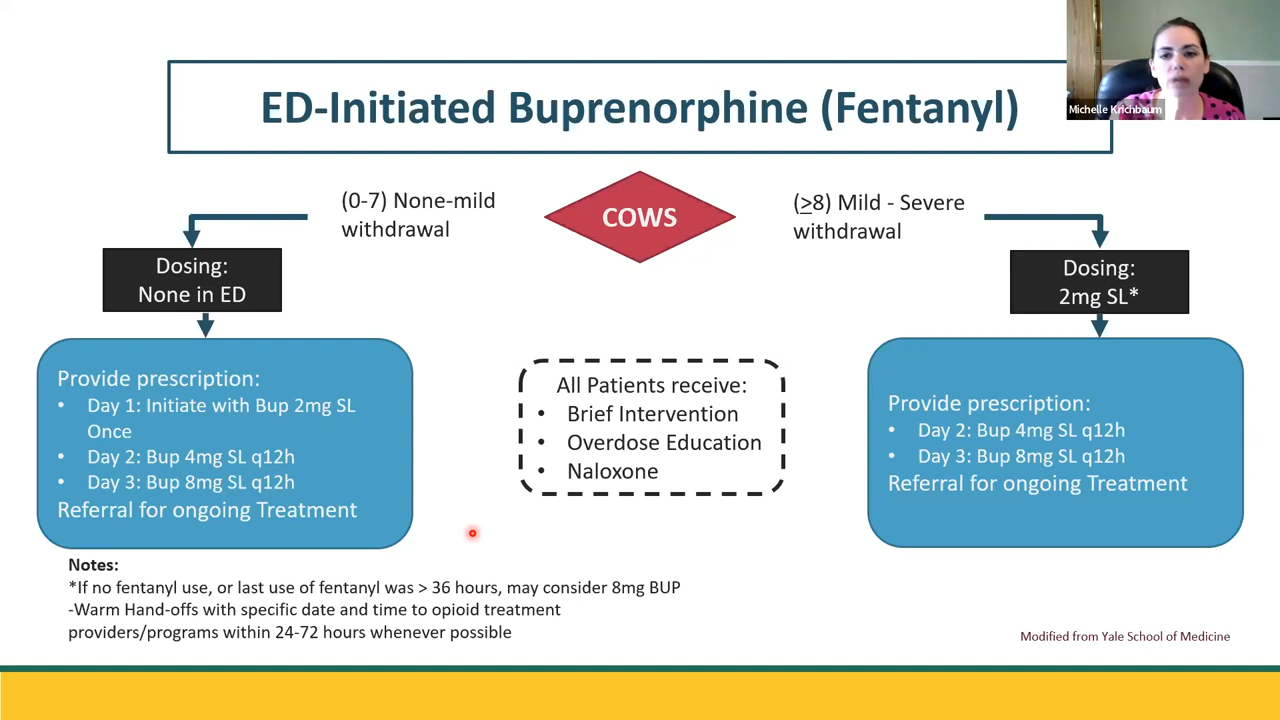 Michelle Krichbaum
ED-Initiated Buprenorphine (Fentanyl)
COWS
(0-7) None-mild
withdrawal
(≥8) Mild - Severe
withdrawal
Dosing:
None in ED
Dosing:
2mg SL*
Provide prescription:
• Day 1: Initiate with Bup 2mg SL
Once
• Day 2: Bup 4mg SL q12h
• Day 3: Bup 8mg SL q12h
Referral for ongoing Treatment
All Patients receive:
• Brief Intervention
• Overdose Education
• Naloxone
Provide prescription:
• Day 2: Bup 4mg SL q12h
• Day 3: Bup 8mg SL q12h
Referral for ongoing Treatment
Notes:
*If no fentanyl use, or last use of fentanyl was > 36 hours, may consider 8mg BUP
-Warm Hand-offs with specific date and time to opioid treatment
providers/programs within 24-72 hours whenever possible
Modified from Yale School of Medicine